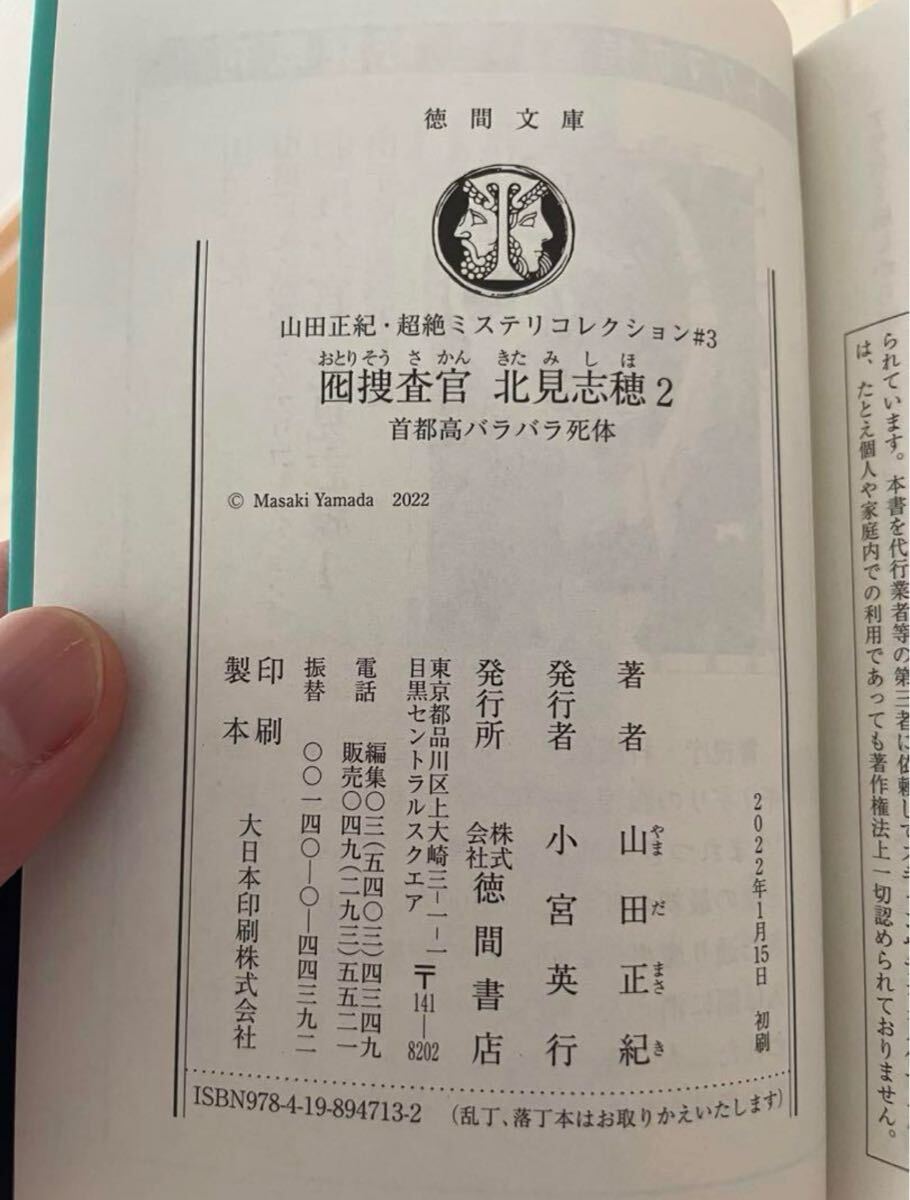 徳間文庫
山田正紀・超絶ミステリコレクション#3
おとりそうさかん きたみしほ
囮捜査官 北見志穂2
首都高バラバラ死体
© Masaki Yamada 2022
2022年1月15日 初刷
著者 山田正紀
やまだまさき
発行者 小宮英行
発行所 株式会社徳間書店
東京都品川区上大崎三−一−一
目黒セントラルスクエア 〒141−8202
電話 編集〇三(五四〇三)四三四九
販売〇四九(二九三)五五二一
振替 〇〇一四〇−〇−四四三九二
印刷
製本 大日本印刷株式会社
ISBN978-4-19-894713-2 (乱丁、落丁本はお取りかえいたします)
られています。本書を代行業者等の第三者に依頼して
は、たとえ個人や家庭内での利用であっても著作権法上一切認められておりません。